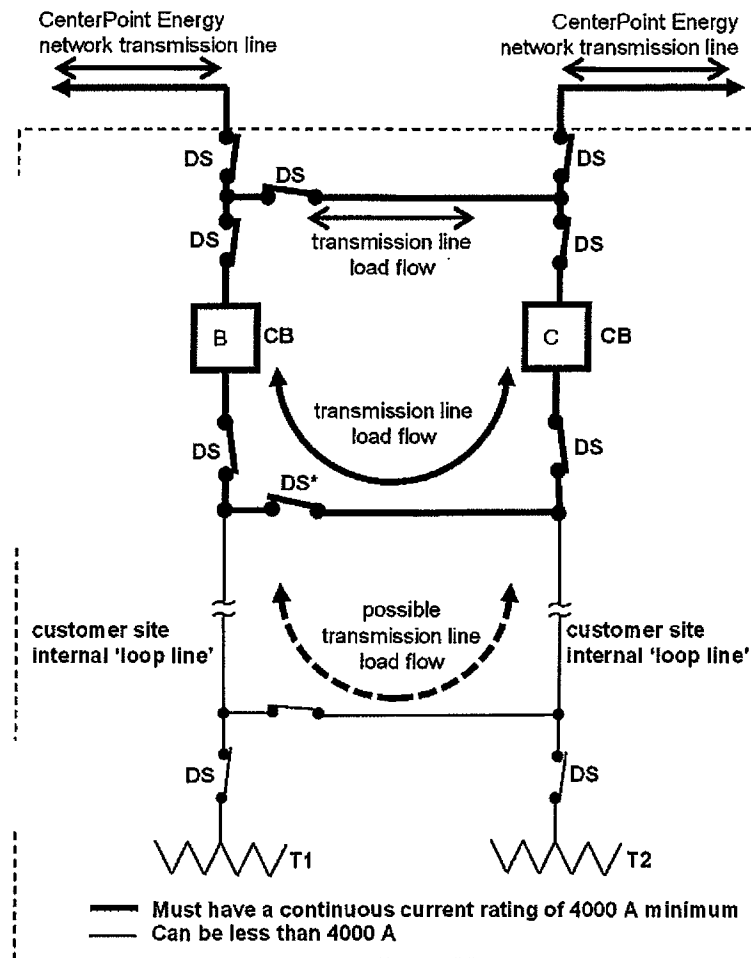 CenterPoint Energy
network transmission line
CenterPoint Energy
network transmission line
DS
DS
DS
transmission line
load flow
DS
DS
B
CB
C
CB
transmission line
load flow
DS
DS
DS*
customer site
internal 'loop line'
possible
transmission line
load flow
customer site
internal 'loop line'
DS
DS
T1
T2
Must have a continuous current rating of 4000 A minimum
Can be less than 4000 A